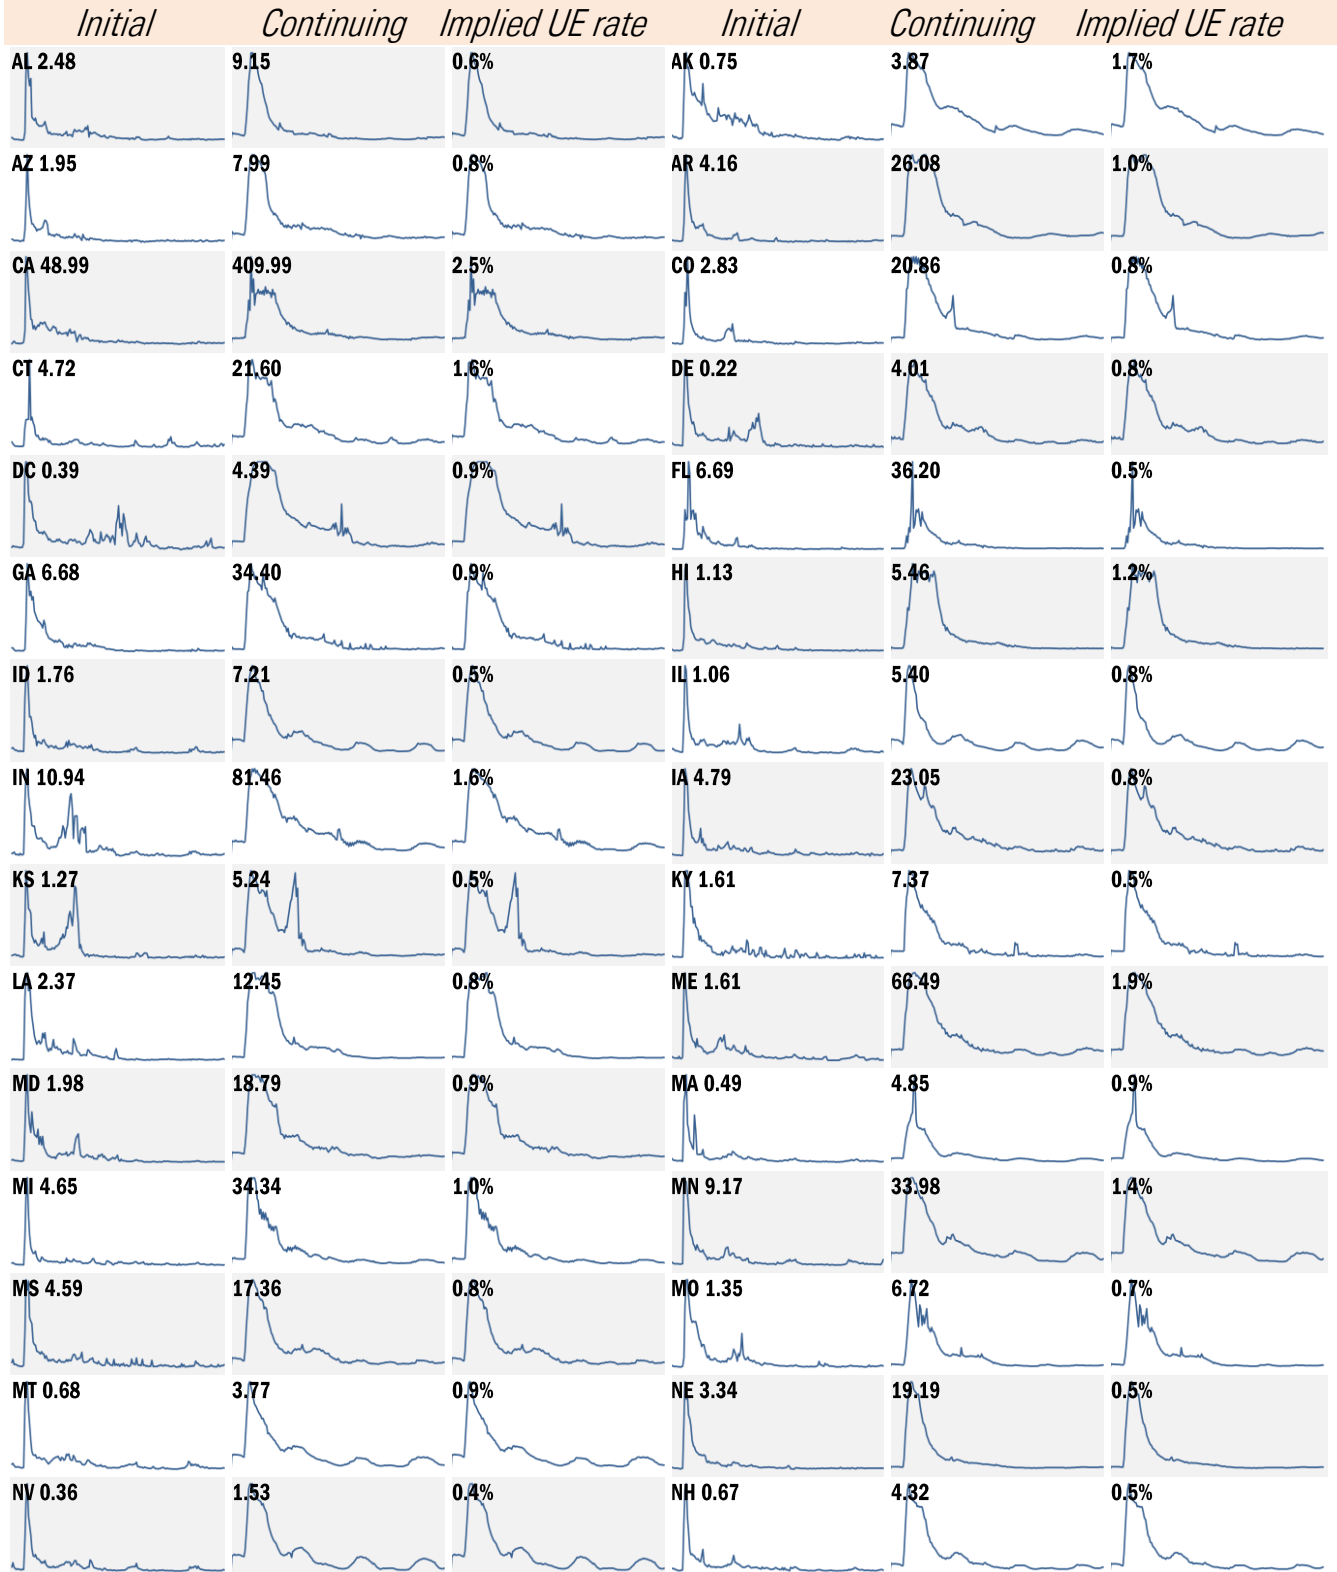 Initial Continuing Implied UE rate Initial Continuing Implied UE rate
AL 2.48 9.15 0.6% AK 0.75 3.87 1.7%
AZ 1.95 7.99 0.8% AR 4.16 26.08 1.0%
CA 48.99 409.99 2.5% CO 2.83 20.86 0.8%
CT 4.72 21.60 1.6% DE 0.22 4.01 0.8%
DC 0.39 4.39 0.9% FL 6.69 36.20 0.5%
GA 6.68 34.40 0.9% HI 1.13 5.46 1.2%
ID 1.76 7.21 0.5% IL 1.06 5.40 0.8%
IN 10.94 81.46 1.6% IA 4.79 23.05 0.8%
KS 1.27 5.24 0.5% KY 1.61 7.37 0.5%
LA 2.37 12.45 0.8% ME 1.61 66.49 1.9%
MD 1.98 18.79 0.9% MA 0.49 4.85 0.9%
MI 4.65 34.34 1.0% MN 9.17 33.98 1.4%
MS 4.59 17.36 0.8% MO 1.35 6.72 0.7%
MT 0.68 3.77 0.9% NE 3.34 19.19 0.5%
NV 0.36 1.53 0.4% NH 0.67 4.32 0.5%